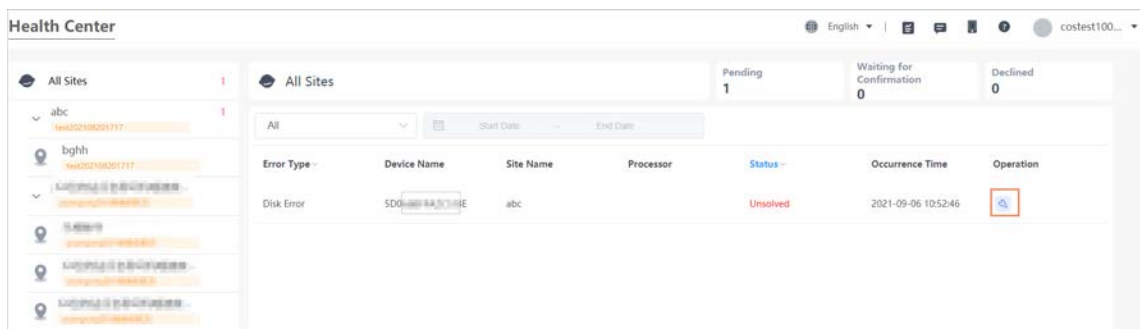 Health Center
English
costest100...
All Sites 1
abc 1
test202108201717
bghh
test202108201717
All Sites
Pending
1
Waiting for
Confirmation
0
Declined
0
All
Start Date
–
End Date
Error Type
Device Name
Site Name
Processor
Status
Occurrence Time
Operation
Disk Error
abc
Unsolved
2021-09-06 10:52:46